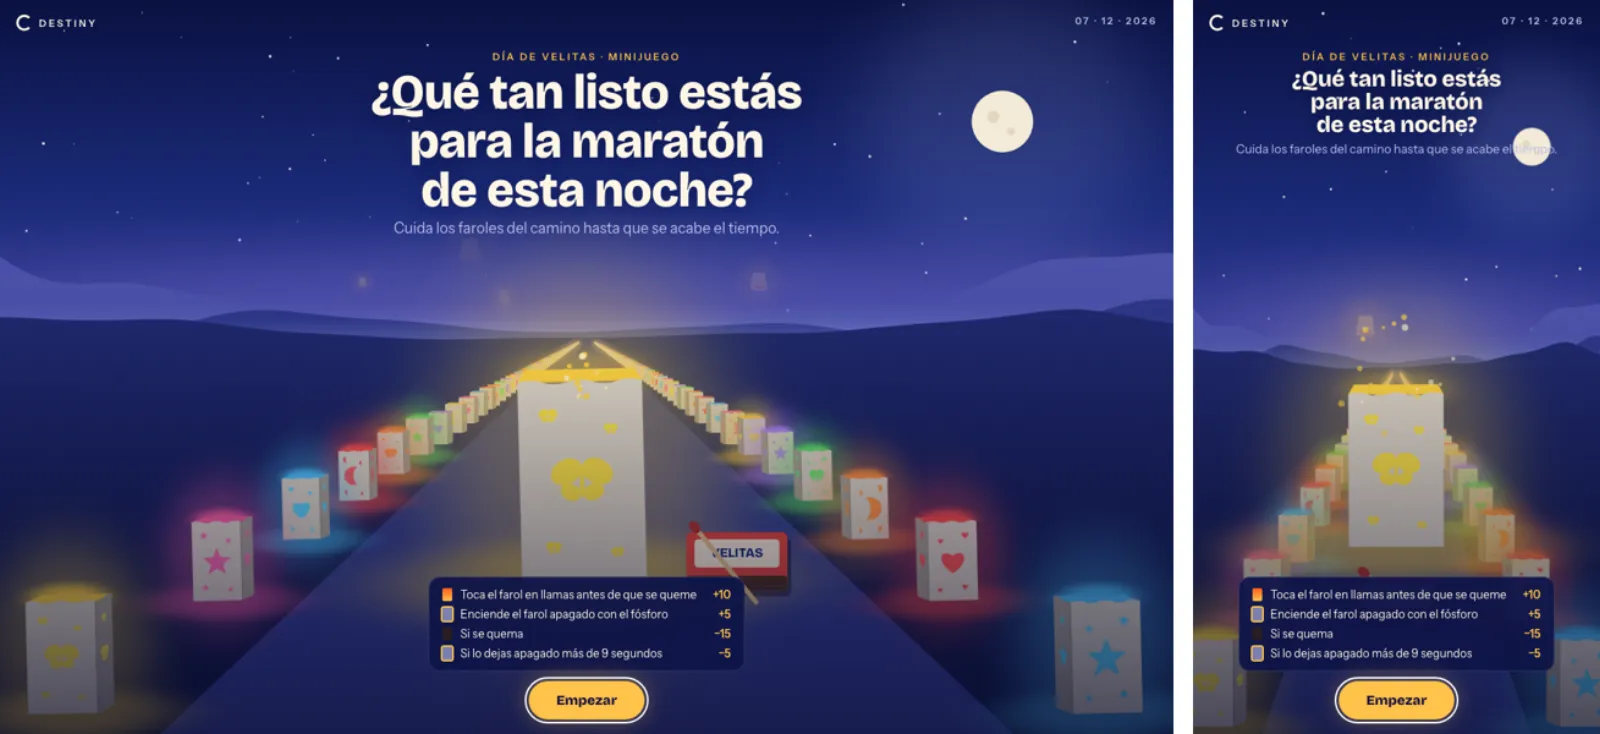 DESTINY
07 · 12 · 2026
DÍA DE VELITAS · MINIJUEGO
¿Qué tan listo estás
para la maratón
de esta noche?
Cuida los faroles del camino hasta que se acabe el tiempo.
VELITAS
Toca el farol en llamas antes de que se queme +10
Enciende el farol apagado con el fósforo +5
Si se quema −15
Si lo dejas apagado más de 9 segundos −5
Empezar
DESTINY
07 · 12 · 2026
DÍA DE VELITAS · MINIJUEGO
¿Qué tan listo estás
para la maratón
de esta noche?
Cuida los faroles del camino hasta que se acabe el tiempo.
Toca el farol en llamas antes de que se queme +10
Enciende el farol apagado con el fósforo +5
Si se quema −15
Si lo dejas apagado más de 9 segundos −5
Empezar